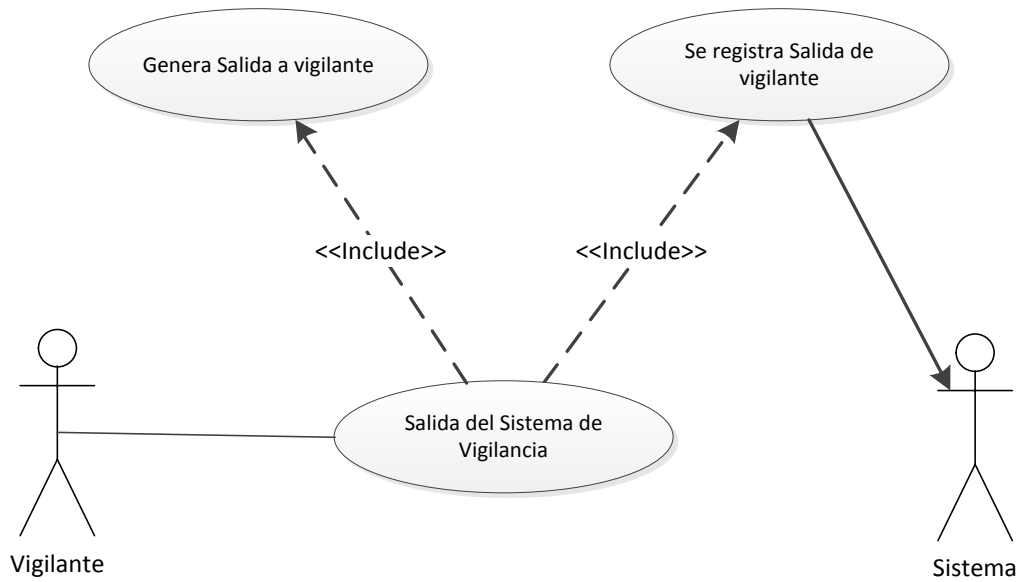 Genera Salida a vigilante
Se registra Salida de
vigilante
<<Include>>
<<Include>>
Salida del Sistema de
Vigilancia
Vigilante
Sistema